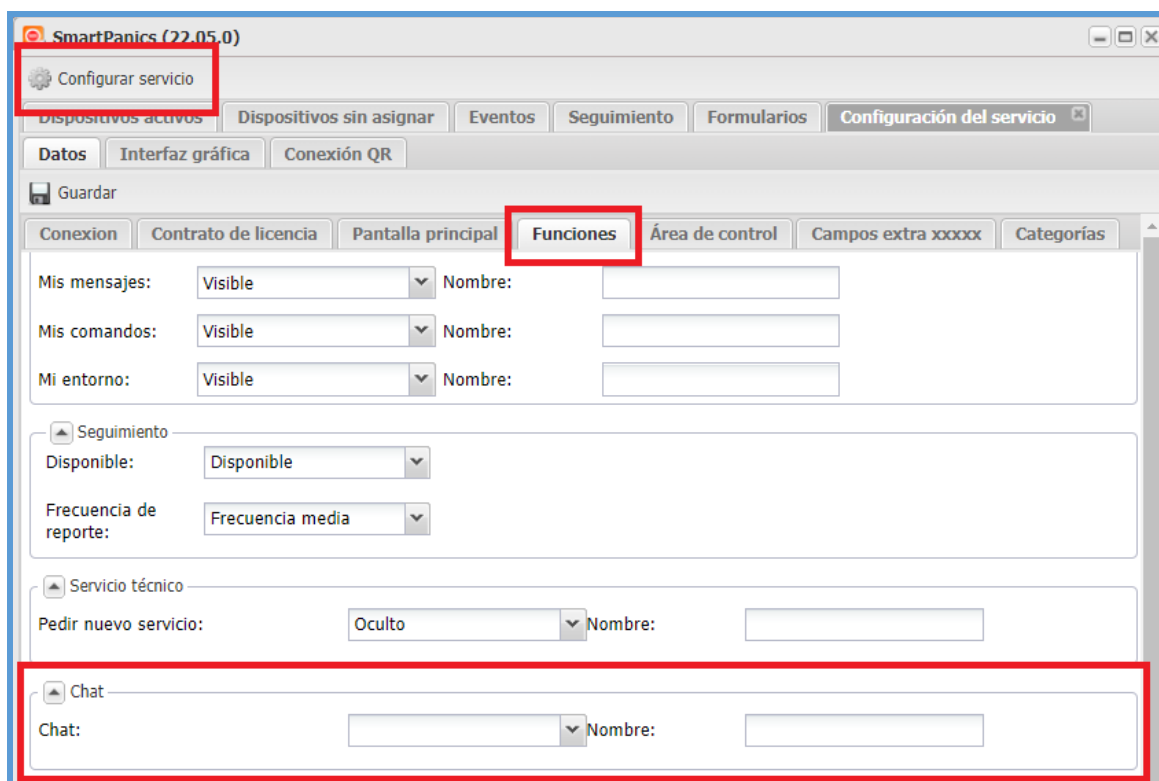 SmartPanics (22.05.0)
Configurar servicio
Dispositivos activos Dispositivos sin asignar Eventos Seguimiento Formularios Configuración del servicio
Datos Interfaz gráfica Conexión QR
Guardar
Conexion Contrato de licencia Pantalla principal Funciones Área de control Campos extra xxxxx Categorías
Mis mensajes: Visible Nombre:
Mis comandos: Visible Nombre:
Mi entorno: Visible Nombre:
Seguimiento
Disponible: Disponible
Frecuencia de
reporte: Frecuencia media
Servicio técnico
Pedir nuevo servicio: Oculto Nombre:
Chat
Chat: Nombre: